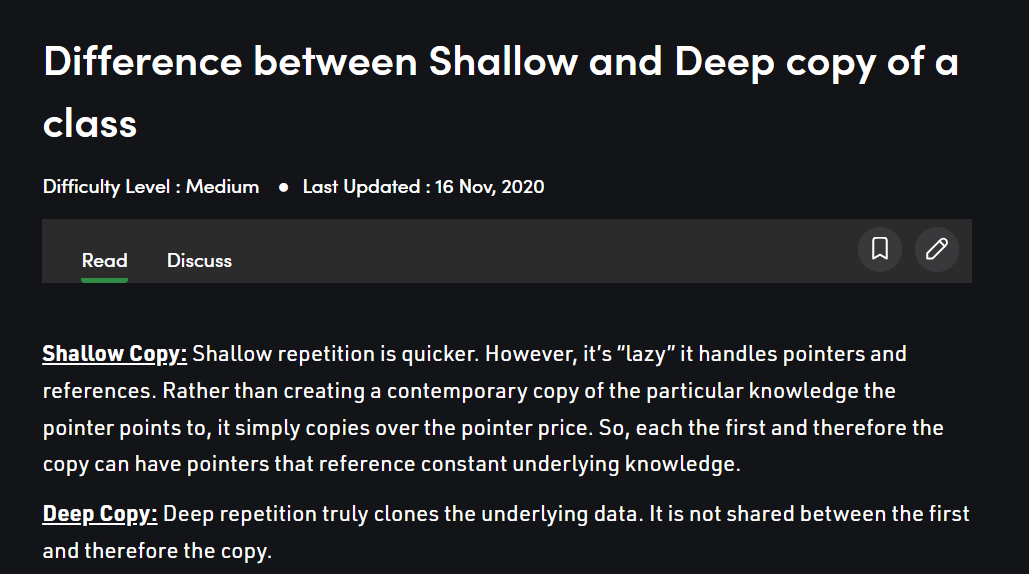 Difference between Shallow and Deep copy of a
class
Difficulty Level : Medium ● Last Updated : 16 Nov, 2020
Read Discuss
Shallow Copy: Shallow repetition is quicker. However, it’s “lazy” it handles pointers and
references. Rather than creating a contemporary copy of the particular knowledge the
pointer points to, it simply copies over the pointer price. So, each the first and therefore the
copy can have pointers that reference constant underlying knowledge.
Deep Copy: Deep repetition truly clones the underlying data. It is not shared between the first
and therefore the copy.